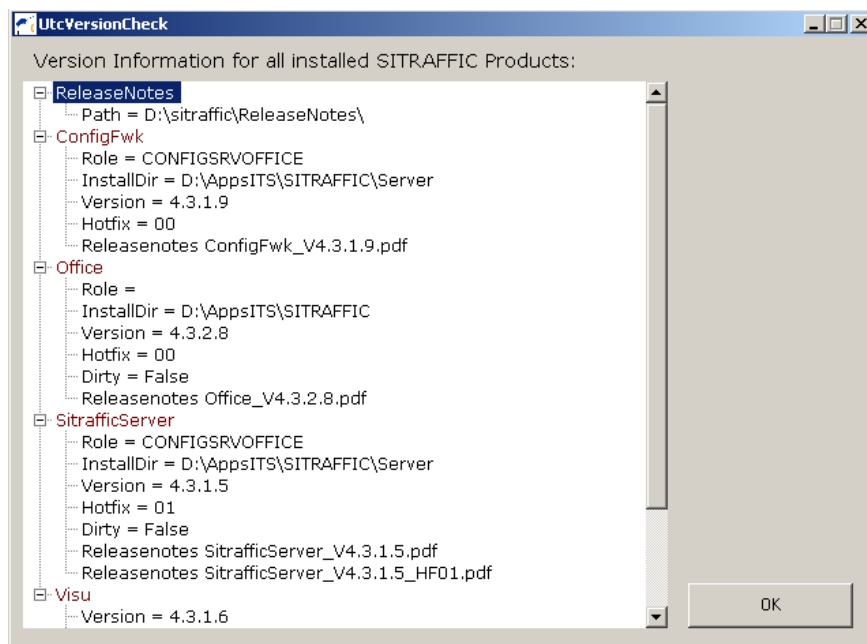 UtcVersionCheck
Version Information for all installed SITRAFFIC Products:
ReleaseNotes
Path = D:\sitraffic\ReleaseNotes\
ConfigFwk
Role = CONFIGSRVOFFICE
InstallDir = D:\AppsITS\SITRAFFIC\Server
Version = 4.3.1.9
Hotfix = 00
Releasenotes ConfigFwk_V4.3.1.9.pdf
Office
Role =
InstallDir = D:\AppsITS\SITRAFFIC
Version = 4.3.2.8
Hotfix = 00
Dirty = False
Releasenotes Office_V4.3.2.8.pdf
SitrafficServer
Role = CONFIGSRVOFFICE
InstallDir = D:\AppsITS\SITRAFFIC\Server
Version = 4.3.1.5
Hotfix = 01
Dirty = False
Releasenotes SitrafficServer_V4.3.1.5.pdf
Releasenotes SitrafficServer_V4.3.1.5_HF01.pdf
Visu
Version = 4.3.1.6
OK